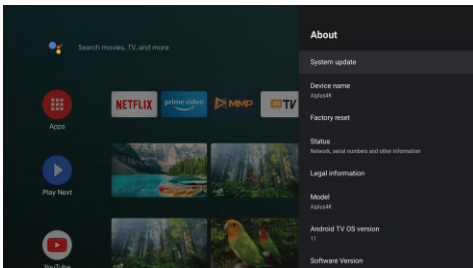 Search movies, TV, and more
Apps
NETFLIX
prime video
MMP
TV
Play Next
YouTube
About
System update
Device name
Aiplus4K
Factory reset
Status
Network, serial numbers and other information
Legal information
Model
Aiplus4K
Android TV OS version
11
Software Version